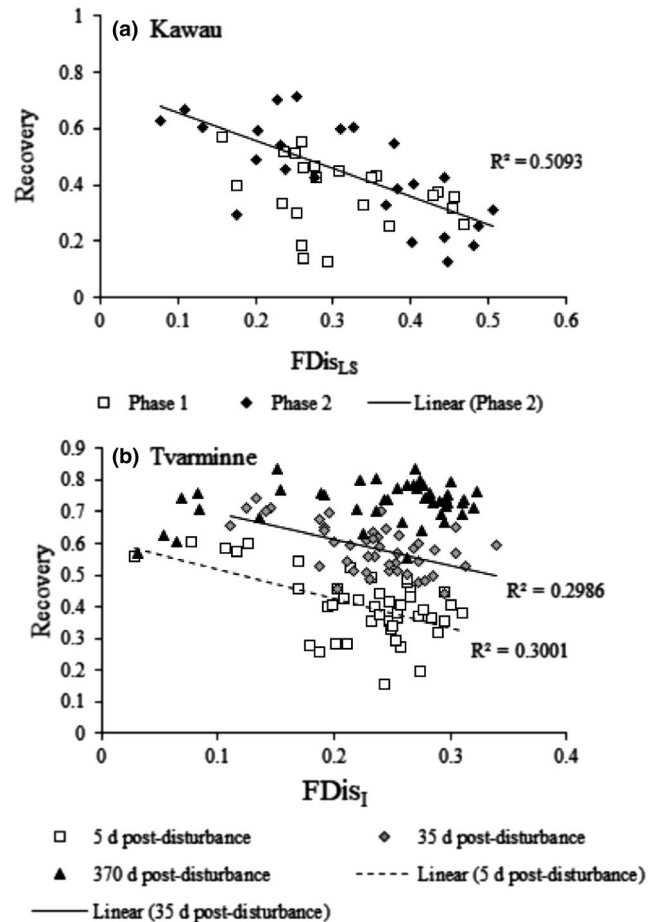 (a) Kawau
1
0.8
0.6
0.4
0.2
0
Recovery
R² = 0.5093
0 0.1 0.2 0.3 0.4 0.5 0.6
FDis_LS
Phase 1 Phase 2 Linear (Phase 2)
(b) Tvarminne
0.9
0.8
0.7
0.6
0.5
0.4
0.3
0.2
0.1
0
Recovery
R² = 0.2986
R² = 0.3001
0 0.1 0.2 0.3 0.4
FDis_I
5 d post-disturbance 35 d post-disturbance
370 d post-disturbance Linear (5 d post-disturbance)
Linear (35 d post-disturbance)